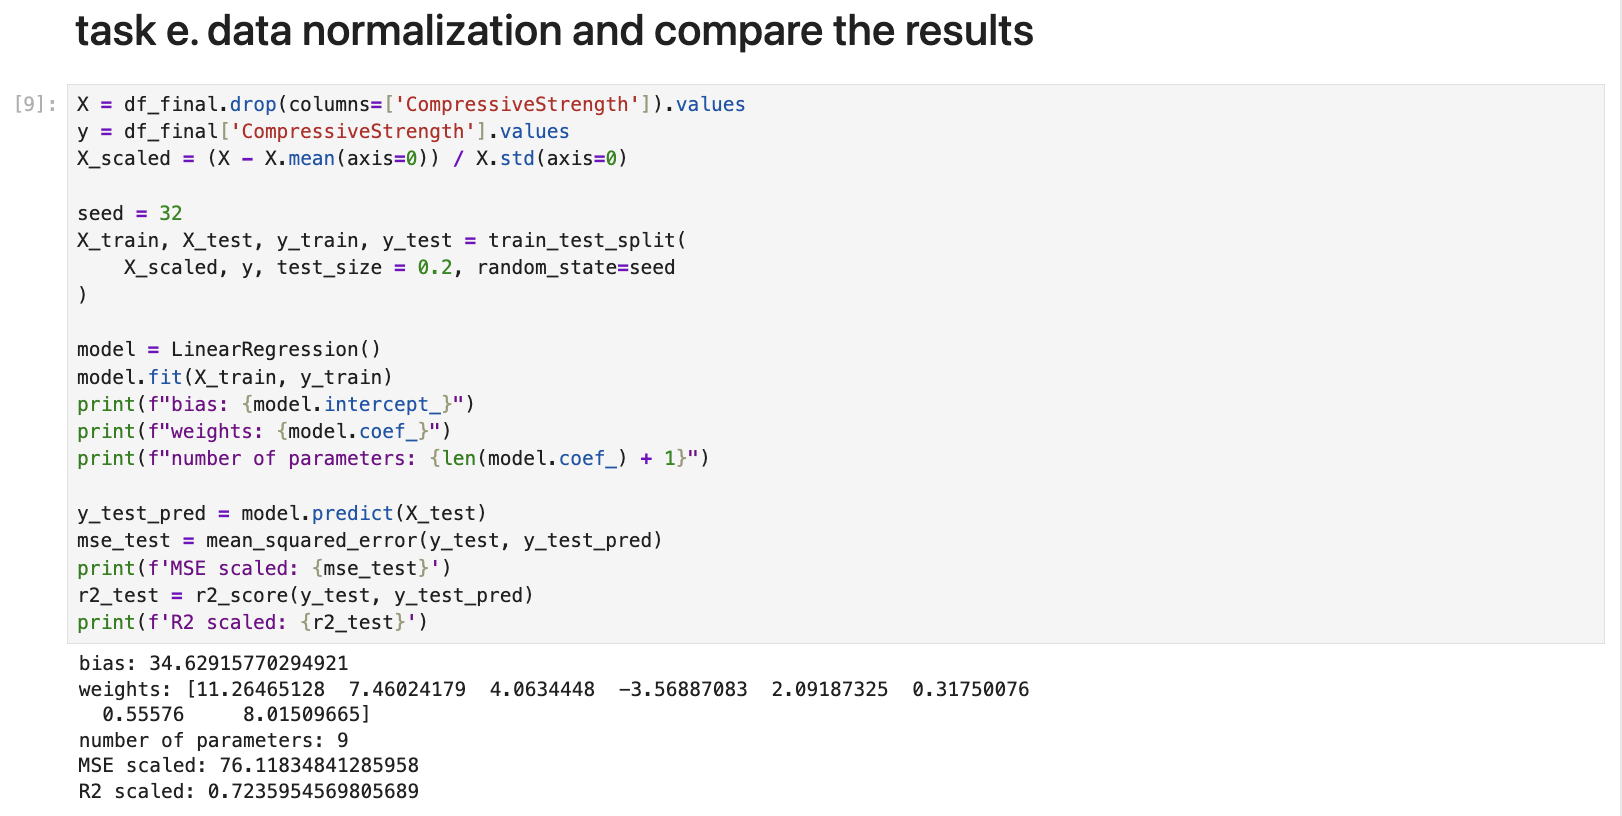 task e. data normalization and compare the results
[9]:
X = df_final.drop(columns=['CompressiveStrength']).values
y = df_final['CompressiveStrength'].values
X_scaled = (X - X.mean(axis=0)) / X.std(axis=0)
seed = 32
X_train, X_test, y_train, y_test = train_test_split(
    X_scaled, y, test_size = 0.2, random_state=seed
)
model = LinearRegression()
model.fit(X_train, y_train)
print(f"bias: {model.intercept_}")
print(f"weights: {model.coef_}")
print(f"number of parameters: {len(model.coef_) + 1}")
y_test_pred = model.predict(X_test)
mse_test = mean_squared_error(y_test, y_test_pred)
print(f'MSE scaled: {mse_test}')
r2_test = r2_score(y_test, y_test_pred)
print(f'R2 scaled: {r2_test}')
bias: 34.62915770294921
weights: [11.26465128  7.46024179  4.0634448  -3.56887083  2.09187325  0.31750076
  0.55576     8.01509665]
number of parameters: 9
MSE scaled: 76.11834841285958
R2 scaled: 0.7235954569805689